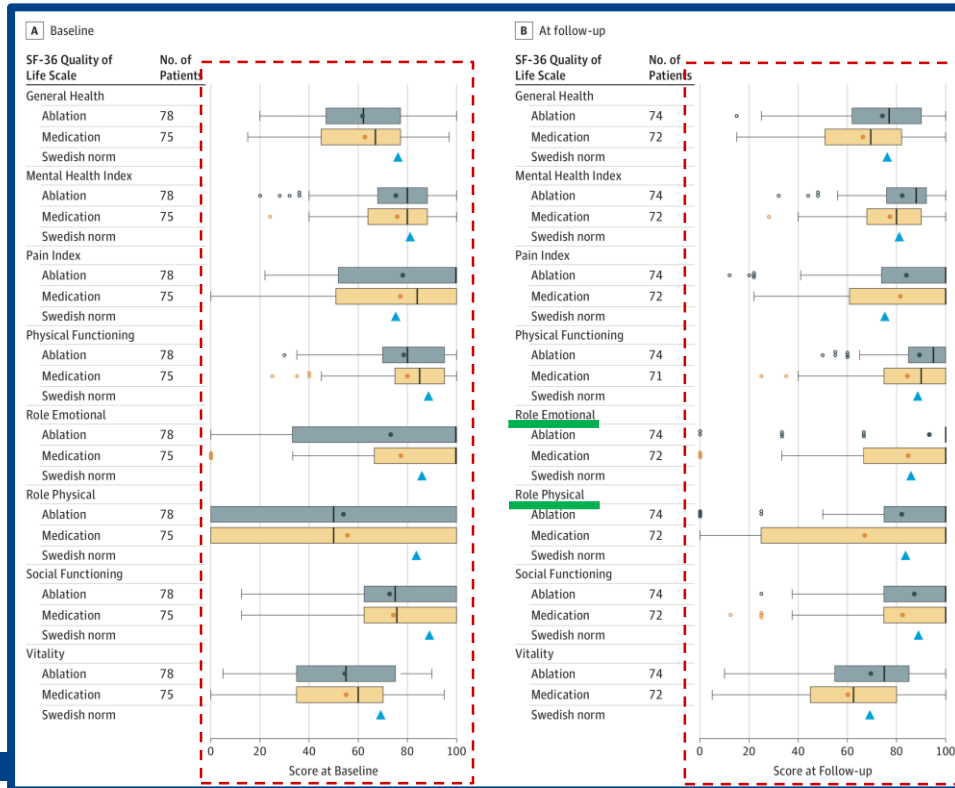 A Baseline
SF-36 Quality of Life Scale No. of Patients
General Health
Ablation 78
Medication 75
Swedish norm
Mental Health Index
Ablation 78
Medication 75
Swedish norm
Pain Index
Ablation 78
Medication 75
Swedish norm
Physical Functioning
Ablation 78
Medication 75
Swedish norm
Role Emotional
Ablation 78
Medication 75
Swedish norm
Role Physical
Ablation 78
Medication 75
Swedish norm
Social Functioning
Ablation 78
Medication 75
Swedish norm
Vitality
Ablation 78
Medication 75
Swedish norm
0 20 40 60 80 100
Score at Baseline
B At follow-up
SF-36 Quality of Life Scale No. of Patients
General Health
Ablation 74
Medication 72
Swedish norm
Mental Health Index
Ablation 74
Medication 72
Swedish norm
Pain Index
Ablation 74
Medication 72
Swedish norm
Physical Functioning
Ablation 74
Medication 71
Swedish norm
Role Emotional
Ablation 74
Medication 72
Swedish norm
Role Physical
Ablation 74
Medication 72
Swedish norm
Social Functioning
Ablation 74
Medication 72
Swedish norm
Vitality
Ablation 74
Medication 72
Swedish norm
0 20 40 60 80 100
Score at Follow-up